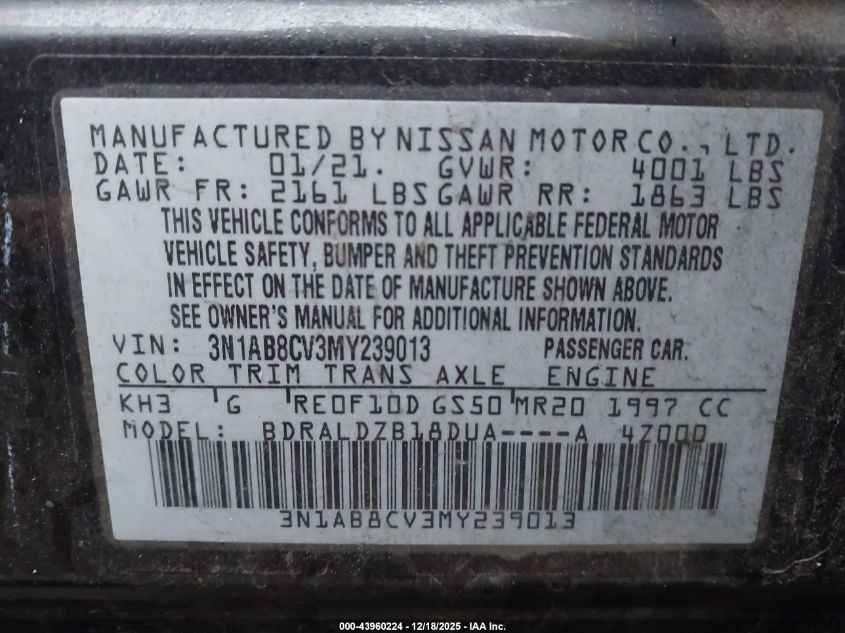 MANUFACTURED BY NISSAN MOTOR CO., LTD.
DATE: 01/21. GVWR: 4001 LBS
GAWR FR: 2161 LBS GAWR RR: 1863 LBS
THIS VEHICLE CONFORMS TO ALL APPLICABLE FEDERAL MOTOR
VEHICLE SAFETY, BUMPER AND THEFT PREVENTION STANDARDS
IN EFFECT ON THE DATE OF MANUFACTURE SHOWN ABOVE.
SEE OWNER'S MANUAL FOR ADDITIONAL INFORMATION.
VIN: 3N1AB8CV3MY239013 PASSENGER CAR.
COLOR TRIM TRANS AXLE ENGINE
KH3 G RE0F10D GS50 MR20 1997 CC
MODEL: BDRALDZB18DUA----A 4Z000
3N1AB8CV3MY239013
000-43960224 - 12/18/2025 - IAA Inc.